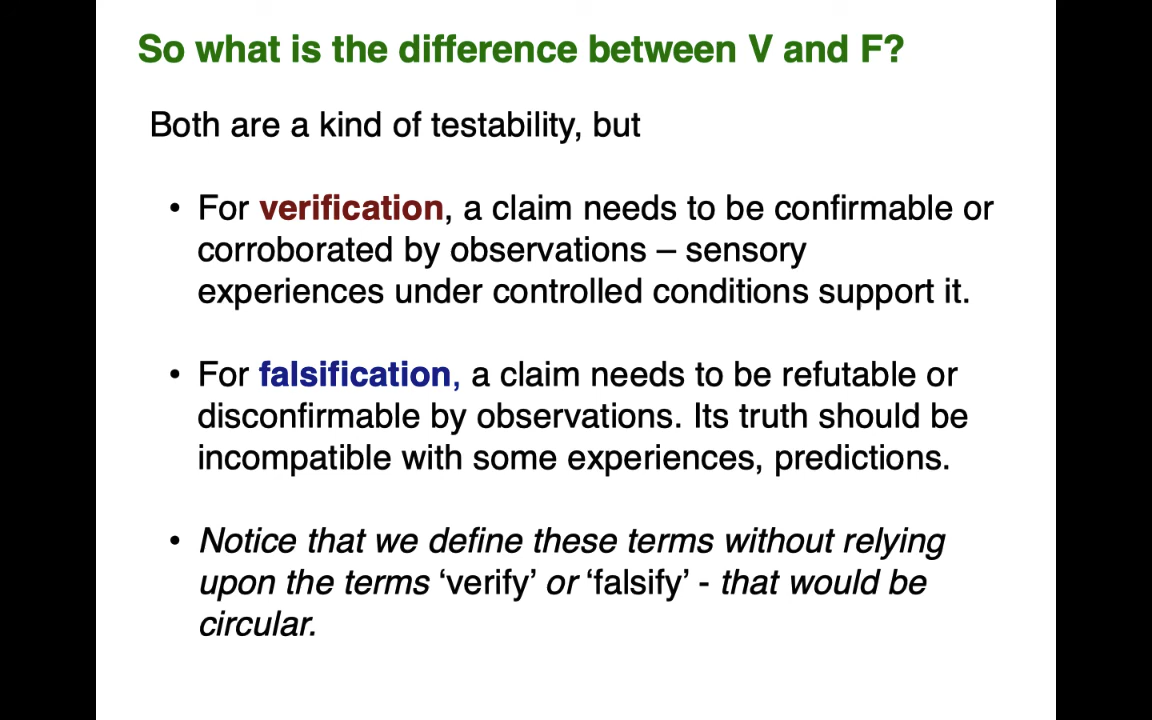 So what is the difference between V and F?
Both are a kind of testability, but
• For verification, a claim needs to be confirmable or
corroborated by observations – sensory
experiences under controlled conditions support it.
• For falsification, a claim needs to be refutable or
disconfirmable by observations. Its truth should be
incompatible with some experiences, predictions.
• Notice that we define these terms without relying
upon the terms ‘verify’ or ‘falsify’ - that would be
circular.